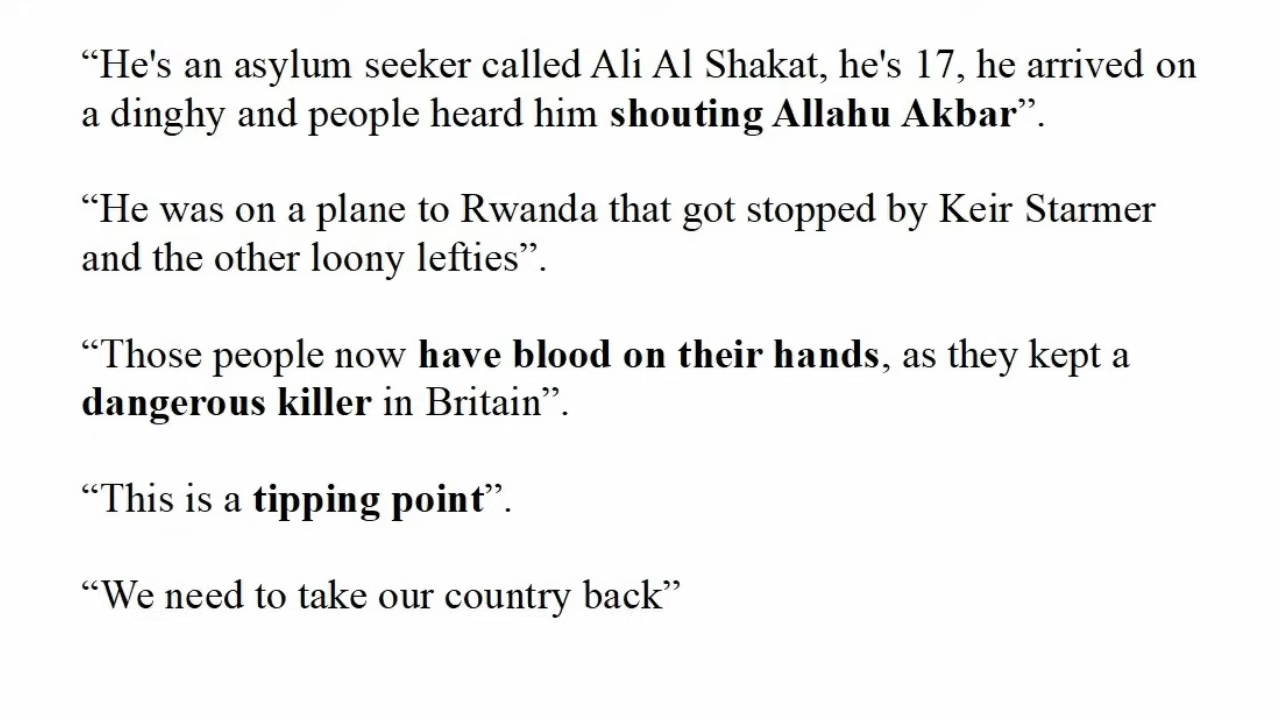 “He's an asylum seeker called Ali Al Shakat, he's 17, he arrived on
a dinghy and people heard him shouting Allahu Akbar”.
“He was on a plane to Rwanda that got stopped by Keir Starmer
and the other loony lefties”.
“Those people now have blood on their hands, as they kept a
dangerous killer in Britain”.
“This is a tipping point”.
“We need to take our country back”